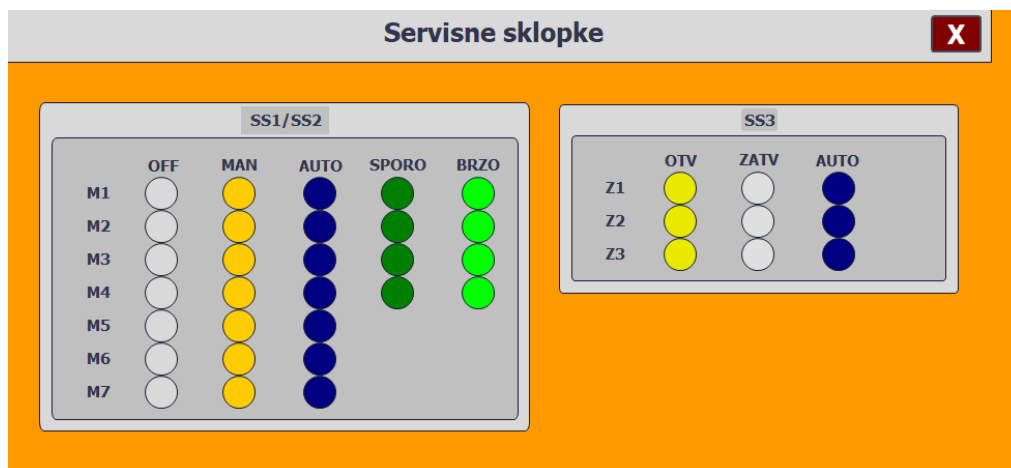 Servisne sklopke
X
SS1/SS2
OFF MAN AUTO SPORO BRZO
M1
M2
M3
M4
M5
M6
M7
SS3
OTV ZATV AUTO
Z1
Z2
Z3